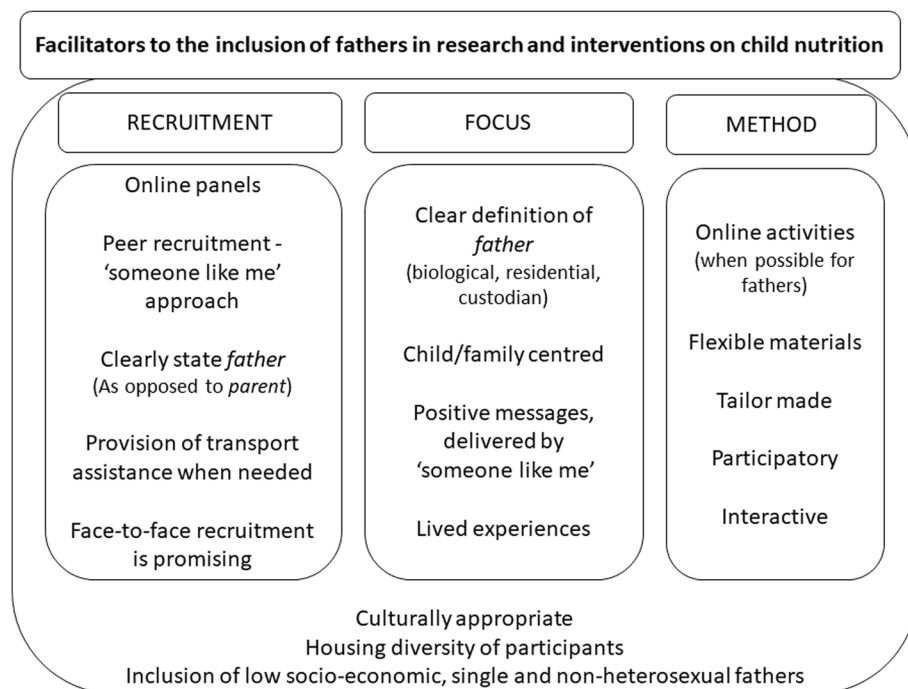 Facilitators to the inclusion of fathers in research and interventions on child nutrition
RECRUITMENT
Online panels
Peer recruitment -
‘someone like me’
approach
Clearly state father
(As opposed to parent)
Provision of transport
assistance when needed
Face-to-face recruitment
is promising
FOCUS
Clear definition of
father
(biological, residential,
custodian)
Child/family centred
Positive messages,
delivered by
‘someone like me’
Lived experiences
METHOD
Online activities
(when possible for
fathers)
Flexible materials
Tailor made
Participatory
Interactive
Culturally appropriate
Housing diversity of participants
Inclusion of low socio-economic, single and non-heterosexual fathers